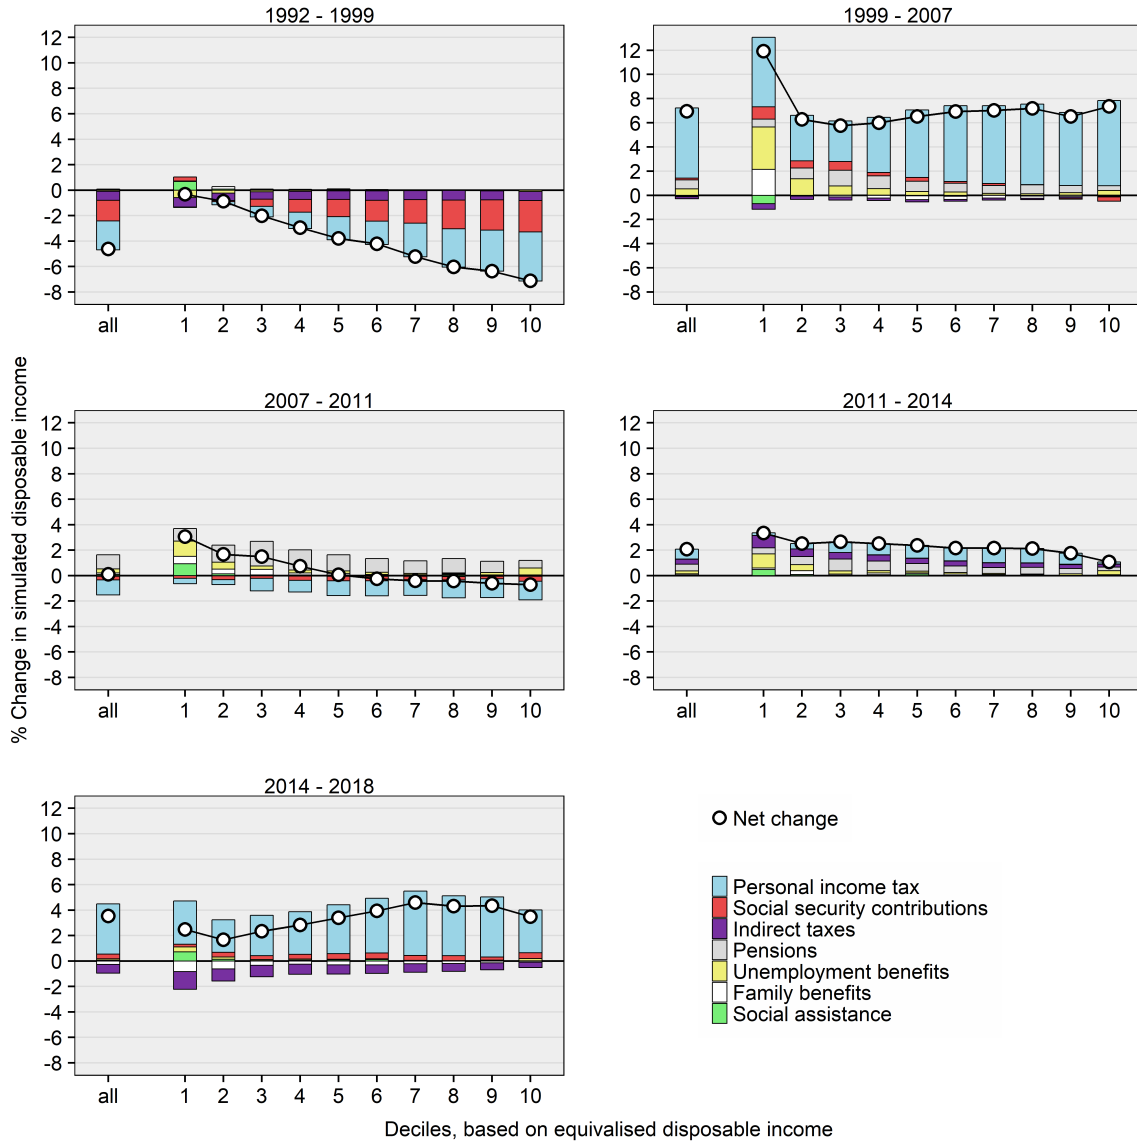 1992 - 1999
12
10
8
6
4
2
0
-2
-4
-6
-8
all 1 2 3 4 5 6 7 8 9 10
1999 - 2007
12
10
8
6
4
2
0
-2
-4
-6
-8
all 1 2 3 4 5 6 7 8 9 10
% Change in simulated disposable income
2007 - 2011
12
10
8
6
4
2
0
-2
-4
-6
-8
all 1 2 3 4 5 6 7 8 9 10
2011 - 2014
12
10
8
6
4
2
0
-2
-4
-6
-8
all 1 2 3 4 5 6 7 8 9 10
2014 - 2018
12
10
8
6
4
2
0
-2
-4
-6
-8
all 1 2 3 4 5 6 7 8 9 10
Net change
Personal income tax
Social security contributions
Indirect taxes
Pensions
Unemployment benefits
Family benefits
Social assistance
Deciles, based on equivalised disposable income